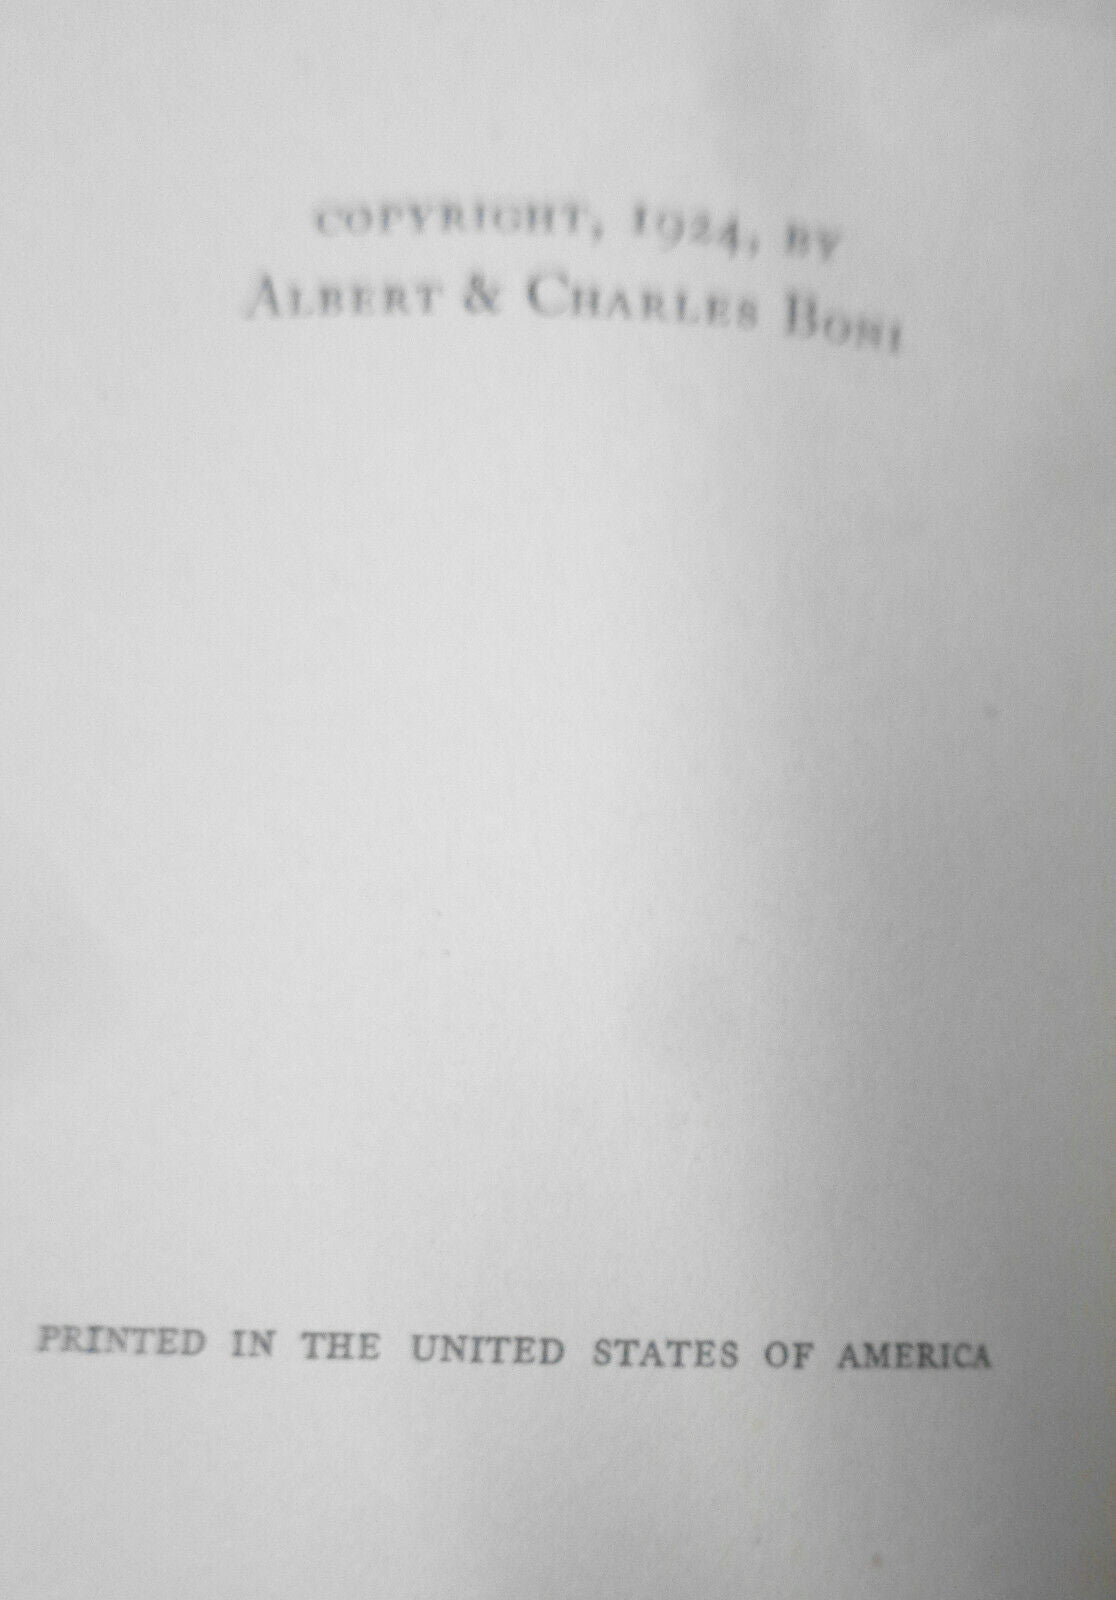 COPYRIGHT, 1924, BY
ALBERT & CHARLES BONI
PRINTED IN THE UNITED STATES OF AMERICA